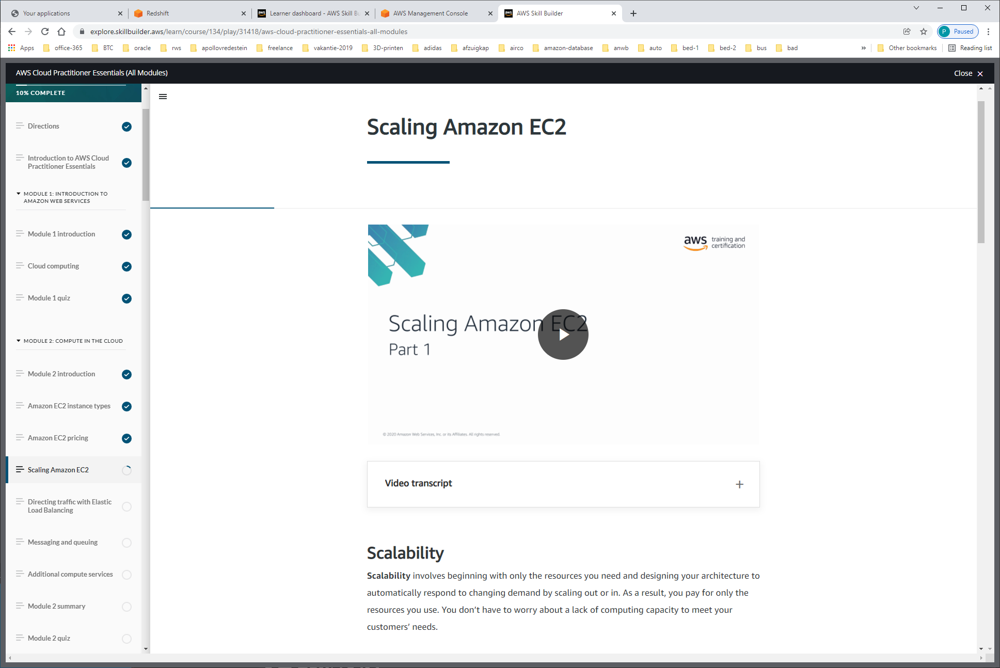 Your applications
Redshift
Learner dashboard - AWS Skill Bu
AWS Management Console
AWS Skill Builder
explore.skillbuilder.aws/learn/course/134/play/31418/aws-cloud-practitioner-essentials-all-modules
P Paused
Apps office-365 BTC oracle rws apollovredestein freelance vakantie-2019 3D-printen adidas afzuigkap airco amazon-database anwb auto bed-1 bed-2 bus bad » Other bookmarks Reading list
AWS Cloud Practitioner Essentials (All Modules)
Close
10% COMPLETE
Directions
Introduction to AWS Cloud
Practitioner Essentials
MODULE 1: INTRODUCTION TO
AMAZON WEB SERVICES
Module 1 introduction
Cloud computing
Module 1 quiz
MODULE 2: COMPUTE IN THE CLOUD
Module 2 introduction
Amazon EC2 instance types
Amazon EC2 pricing
Scaling Amazon EC2
Directing traffic with Elastic
Load Balancing
Messaging and queuing
Additional compute services
Module 2 summary
Module 2 quiz
Scaling Amazon EC2
aws training and
certification
Scaling Amazon EC2
Part 1
© 2020 Amazon Web Services, Inc. or its Affiliates. All rights reserved.
Video transcript
Scalability
Scalability involves beginning with only the resources you need and designing your architecture to
automatically respond to changing demand by scaling out or in. As a result, you pay for only the
resources you use. You don’t have to worry about a lack of computing capacity to meet your
customers’ needs.